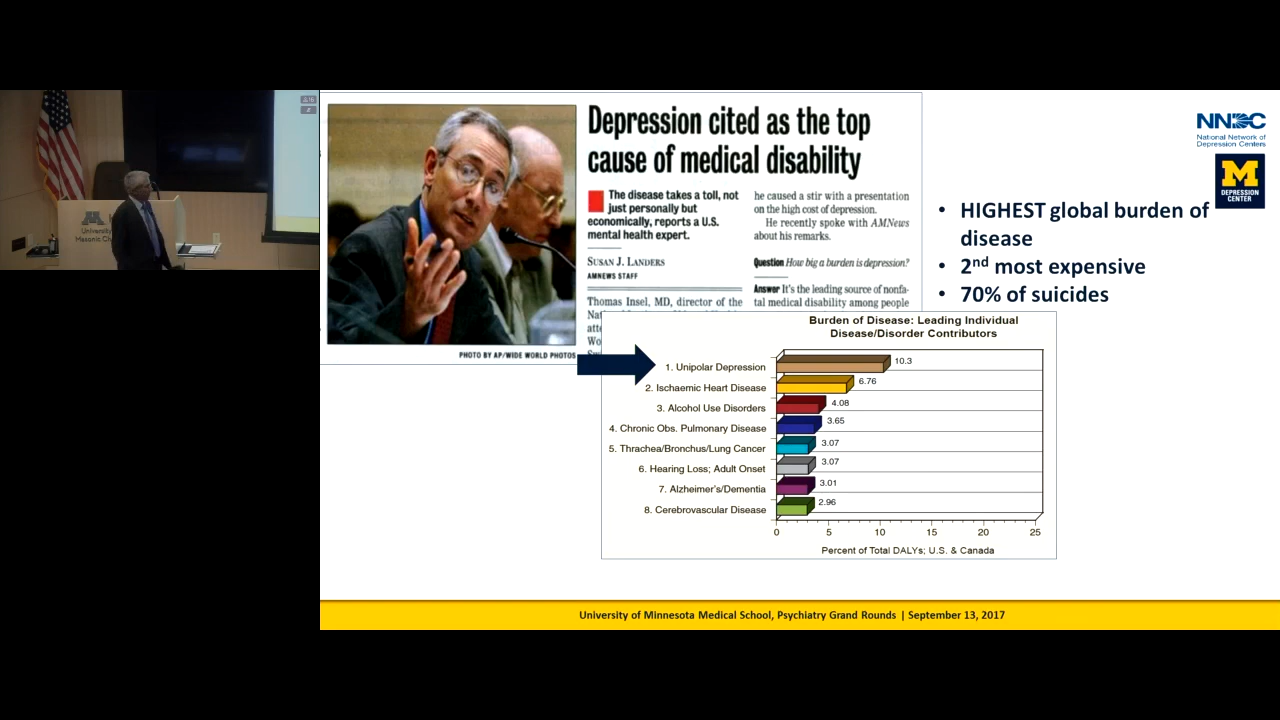 University
Masonic
Depression cited as the top
cause of medical disability
The disease takes a toll, not
just personally but
economically, reports a U.S.
mental health expert.
SUSAN J. LANDERS
AMNEWS STAFF
Thomas Insel, MD, director of the
he caused a stir with a presentation
on the high cost of depression.
He recently spoke with AMNews
about his remarks.
Question How big a burden is depression?
Answer It's the leading source of nonfa-
tal medical disability among people
PHOTO BY AP/WIDE WORLD PHOTOS
NNDC
National Network of
Depression Centers
M
DEPRESSION
CENTER
• HIGHEST global burden of
disease
• 2nd most expensive
• 70% of suicides
Burden of Disease: Leading Individual
Disease/Disorder Contributors
1. Unipolar Depression 10.3
2. Ischaemic Heart Disease 6.76
3. Alcohol Use Disorders 4.08
4. Chronic Obs. Pulmonary Disease 3.65
5. Thrachea/Bronchus/Lung Cancer 3.07
6. Hearing Loss; Adult Onset 3.07
7. Alzheimer's/Dementia 3.01
8. Cerebrovascular Disease 2.96
0 5 10 15 20 25
Percent of Total DALYs; U.S. & Canada
University of Minnesota Medical School, Psychiatry Grand Rounds | September 13, 2017